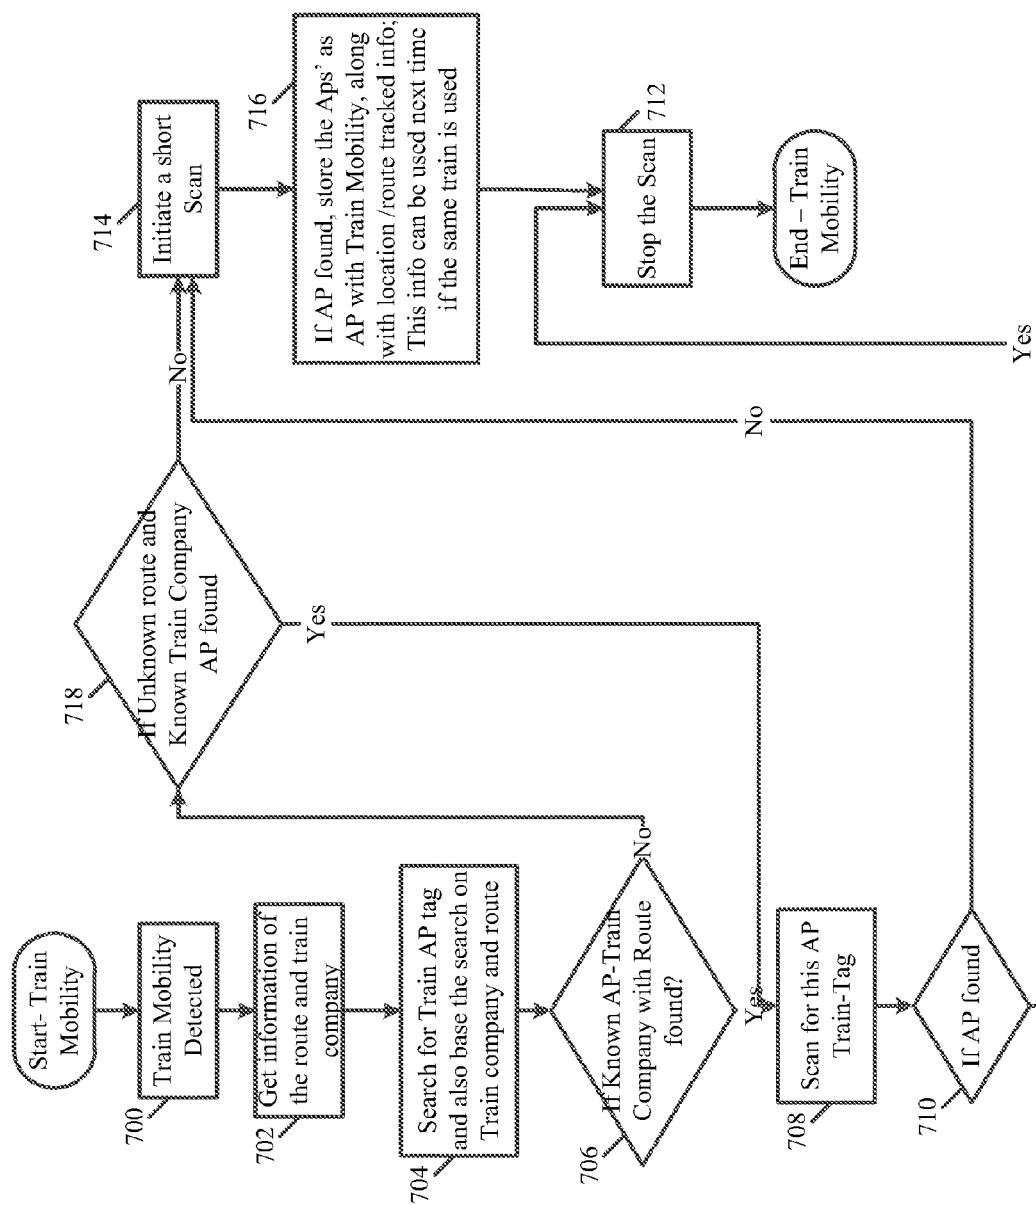 Start- Train
Mobility
700
Train Mobility
Detected
702
Get information of
the route and train
company
704
Search for Train AP tag
and also base the search on
Train company and route
706
If Known AP-Train
Company with Route
found?
No
Yes
708
Scan for this AP
Train-Tag
710
If AP found
No
Yes
718
If Unknown route and
Known Train Company
AP found
No
Yes
714
Initiate a short
Scan
716
If AP found, store the Aps' as
AP with Train Mobility, along
with location /route tracked info;
This info can be used next time
if the same train is used
712
Stop the Scan
End – Train
Mobility